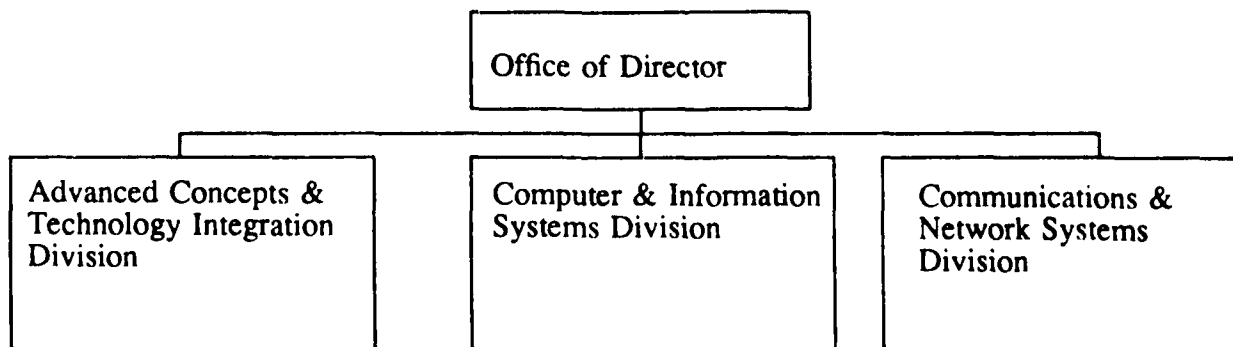 Office of Director
Advanced Concepts &
Technology Integration
Division
Computer & Information
Systems Division
Communications &
Network Systems
Division